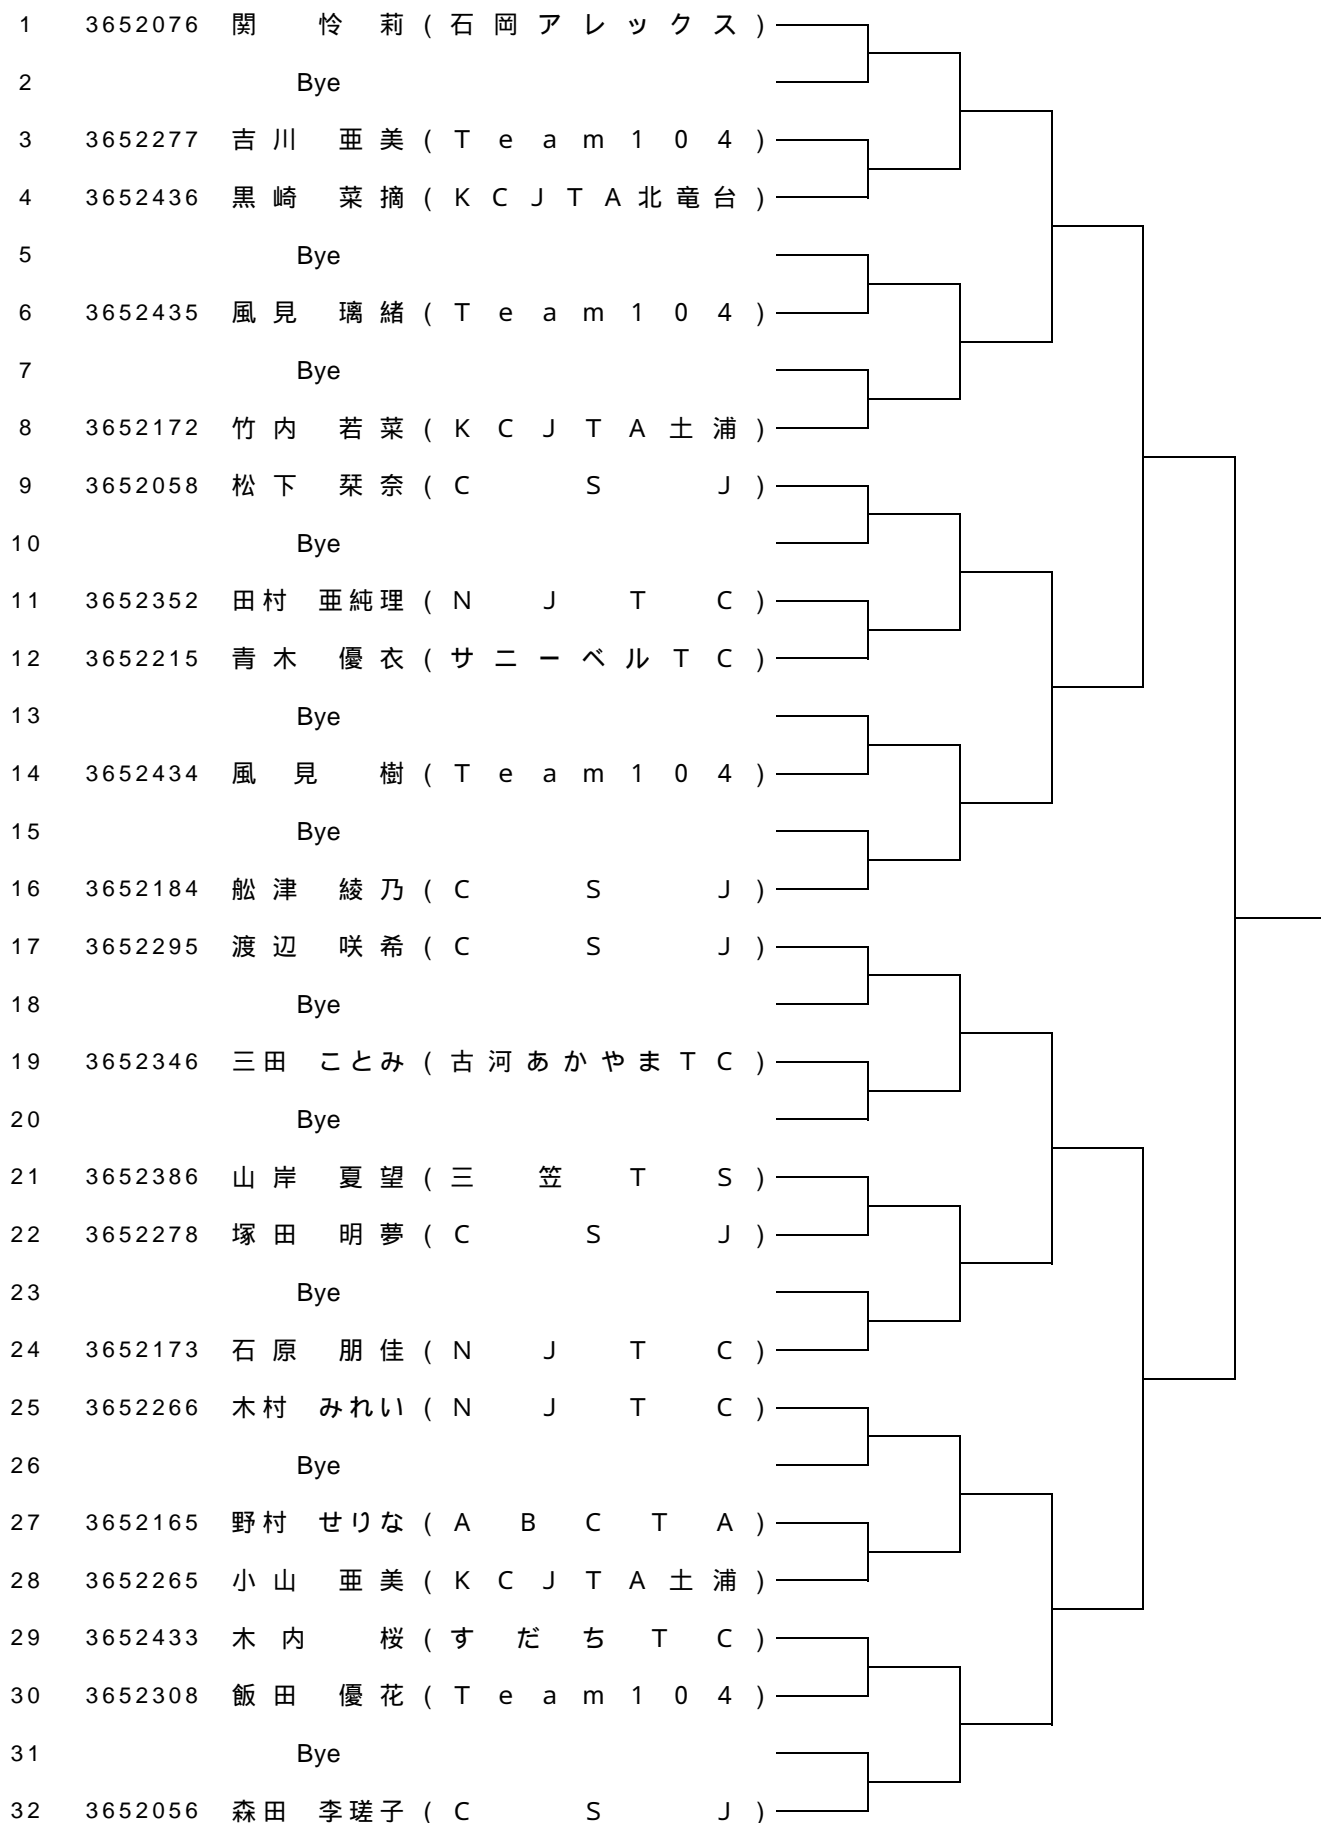 1 3652076 関 怜 莉 ( 石岡アレックス )
2 Bye
3 3652277 吉川 亜美 ( Team104 )
4 3652436 黒崎 菜摘 ( KCJTA北竜台 )
5 Bye
6 3652435 風見 璃緒 ( Team104 )
7 Bye
8 3652172 竹内 若菜 ( KCJTA土浦 )
9 3652058 松下 栞奈 ( CSJ )
10 Bye
11 3652352 田村 亜純理 ( NJTC )
12 3652215 青木 優衣 ( サニーベルTC )
13 Bye
14 3652434 風見 樹 ( Team104 )
15 Bye
16 3652184 舩津 綾乃 ( CSJ )
17 3652295 渡辺 咲希 ( CSJ )
18 Bye
19 3652346 三田 ことみ ( 古河あかやまTC )
20 Bye
21 3652386 山岸 夏望 ( 三笠TS )
22 3652278 塚田 明夢 ( CSJ )
23 Bye
24 3652173 石原 朋佳 ( NJTC )
25 3652266 木村 みれい ( NJTC )
26 Bye
27 3652165 野村 せりな ( ABCTA )
28 3652265 小山 亜美 ( KCJTA土浦 )
29 3652433 木内 桜 ( すだちTC )
30 3652308 飯田 優花 ( Team104 )
31 Bye
32 3652056 森田 李瑳子 ( CSJ )